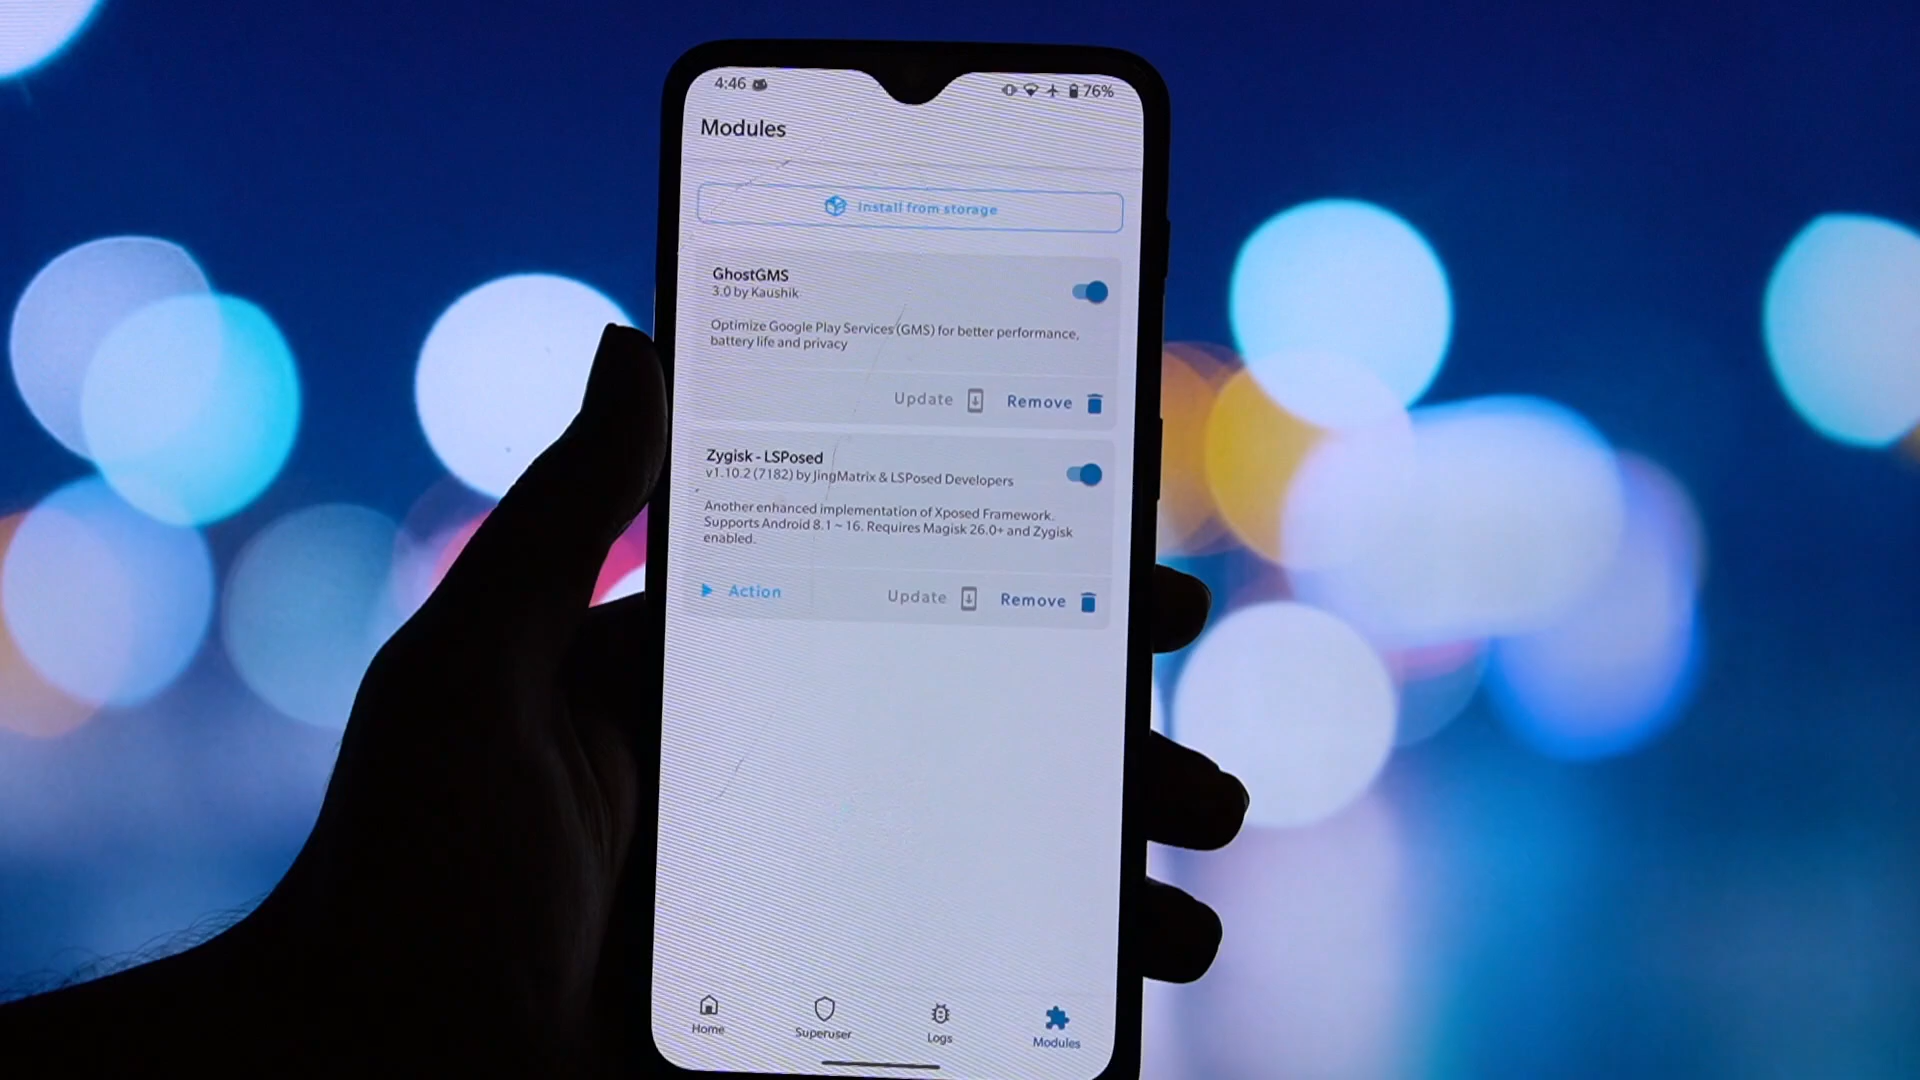 4:46
76%
Modules
Install from storage
GhostGMS
3.0 by Kaushik
Optimize Google Play Services (GMS) for better performance,
battery life and privacy
Update
Remove
Zygisk - LSPosed
v1.10.2 (7182) by JingMatrix & LSPosed Developers
Another enhanced implementation of Xposed Framework.
Supports Android 8.1 ~ 16. Requires Magisk 26.0+ and Zygisk
enabled.
Action
Update
Remove
Home
Superuser
Logs
Modules